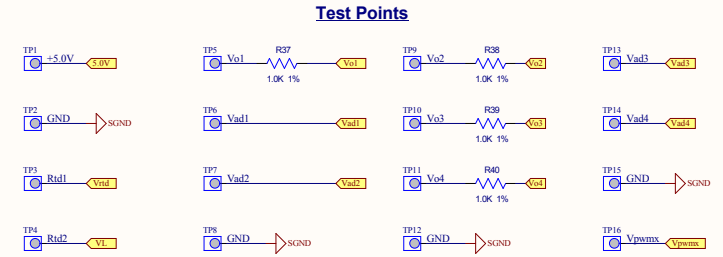 Test Points
TP1 TP5 R37 TP9 R38 TP13
+5.0V 5.0V Vo1 Vo1 Vo2 Vo2 Vad3 Vad3
1.0K 1% 1.0K 1%
TP2 TP6 TP10 R39 TP14
GND SGND Vad1 Vad1 Vo3 Vo3 Vad4 Vad4
1.0K 1%
TP3 TP7 TP11 R40 TP15
Rtd1 Vrtd Vad2 Vad2 Vo4 Vo4 GND SGND
1.0K 1%
TP4 TP8 TP12 TP16
Rtd2 VL GND SGND GND SGND Vpwmx Vpwmx